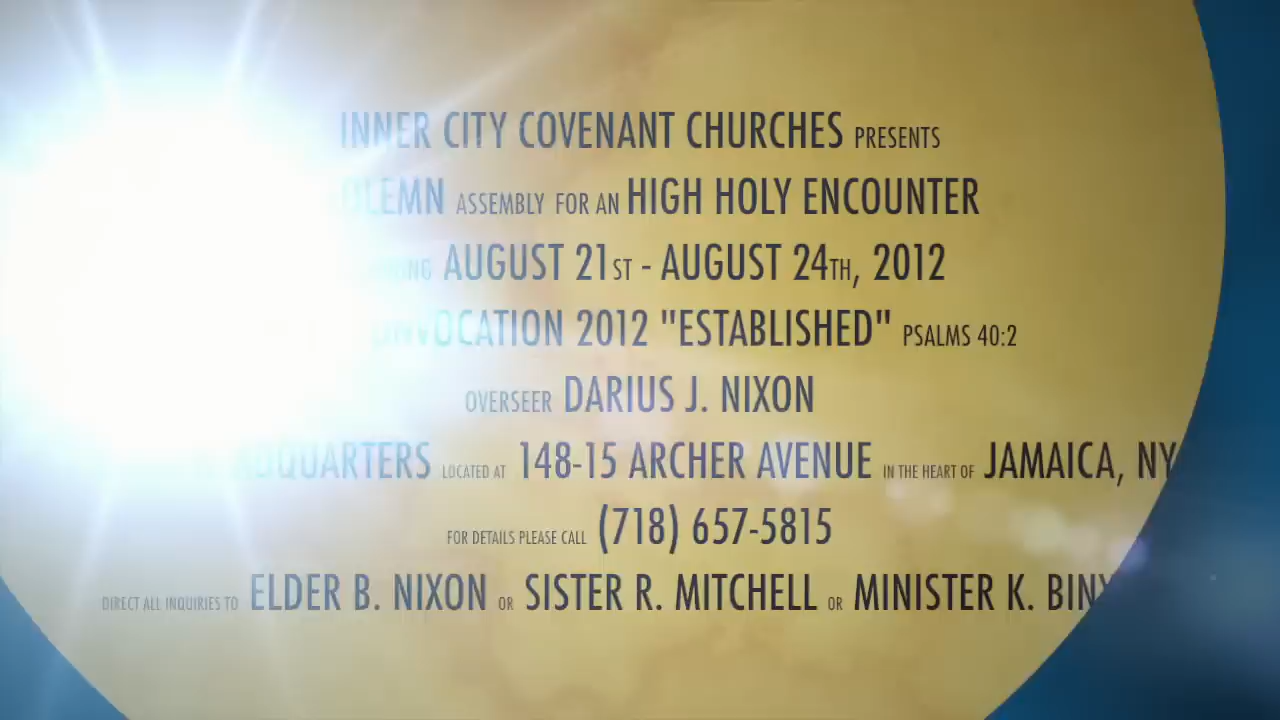 INNER CITY COVENANT CHURCHES PRESENTS
ASSEMBLY FOR AN HIGH HOLY ENCOUNTER
AUGUST 21ST - AUGUST 24TH, 2012
CONVOCATION 2012 "ESTABLISHED" PSALMS 40:2
OVERSEER DARIUS J. NIXON
HEADQUARTERS LOCATED AT 148-15 ARCHER AVENUE IN THE HEART OF JAMAICA, NY
FOR DETAILS PLEASE CALL (718) 657-5815
DIRECT ALL INQUIRIES TO ELDER B. NIXON OR SISTER R. MITCHELL OR MINISTER K.